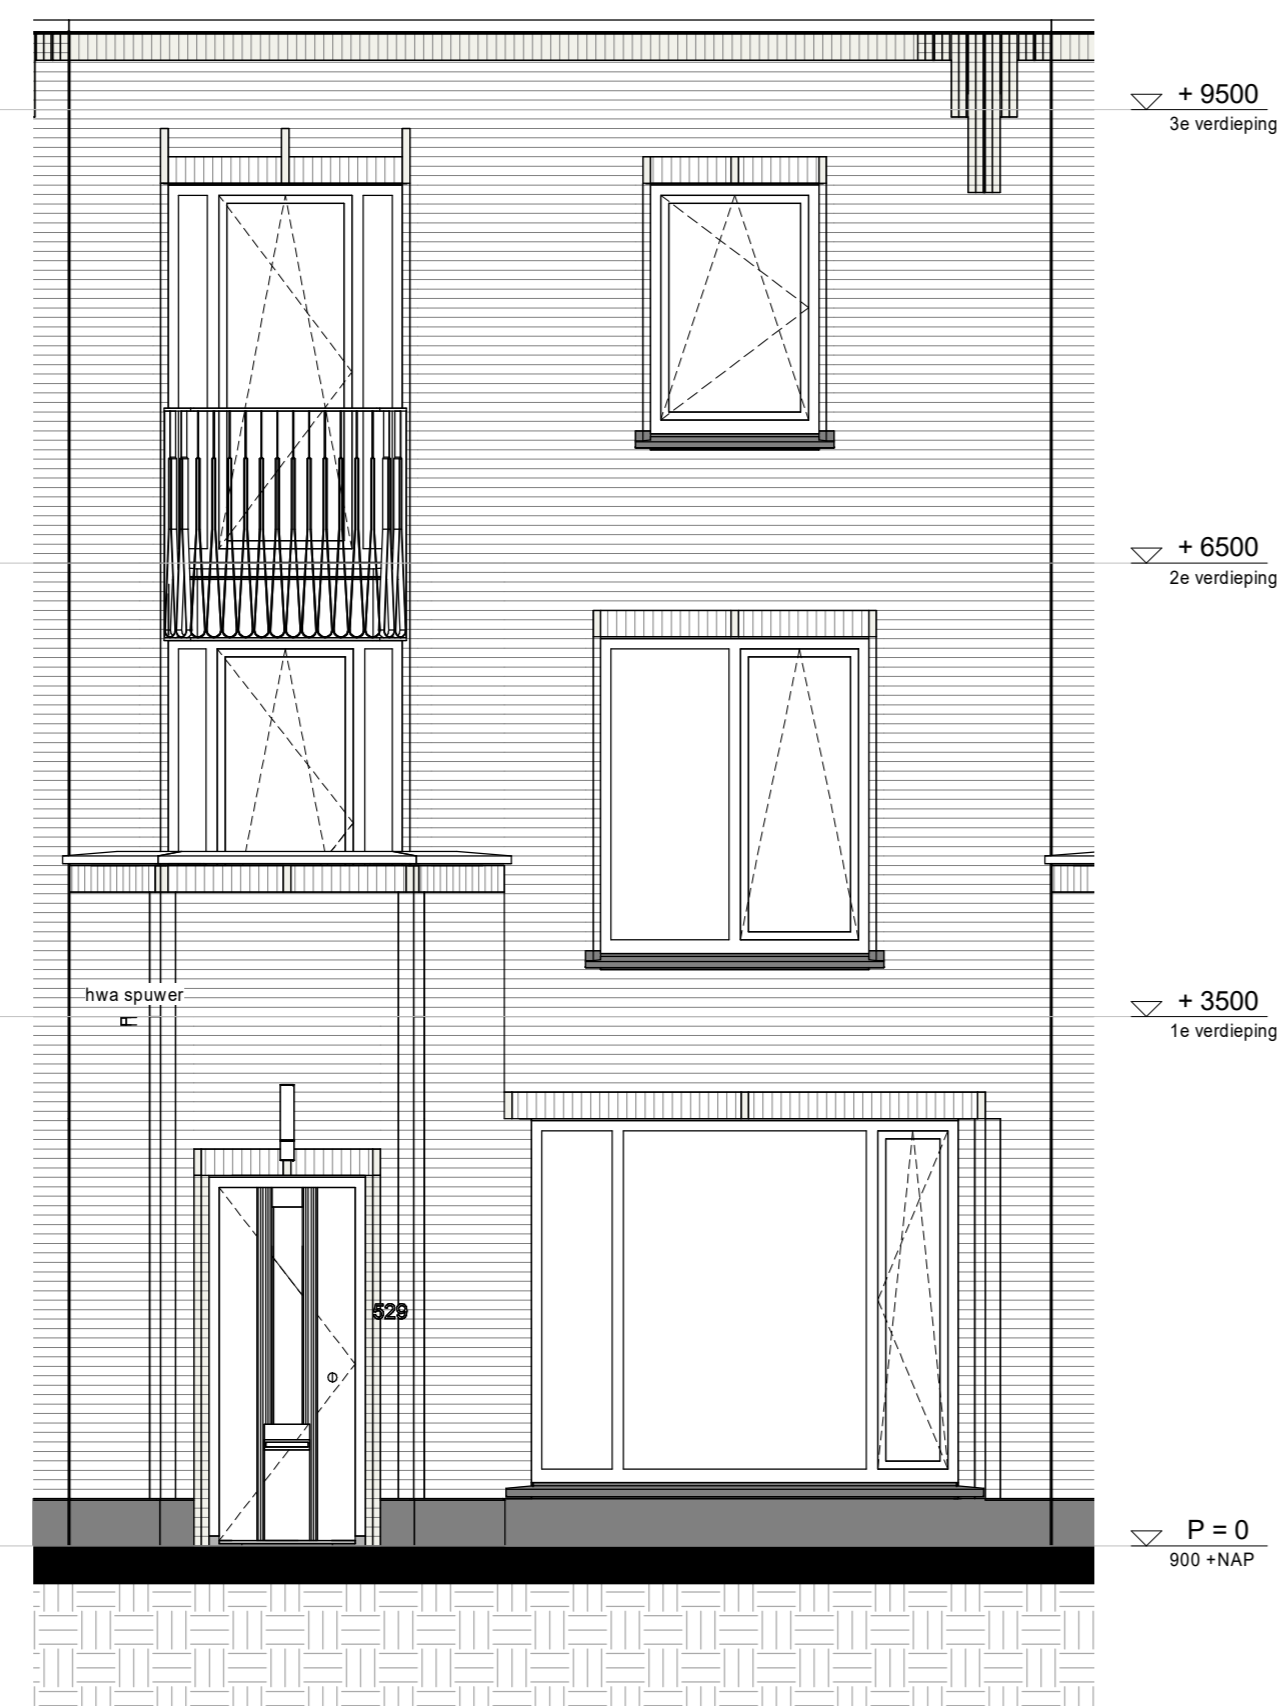 + 9500
3e verdieping
+ 6500
2e verdieping
hwa spuwer
+ 3500
1e verdieping
529
P = 0
900 +NAP